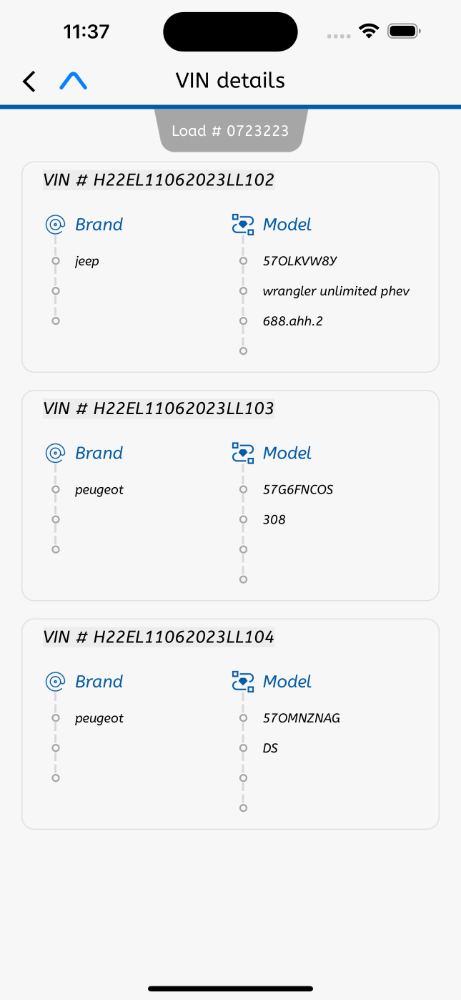 11:37
VIN details
Load # 0723223
VIN # H22EL11062023LL102
Brand Model
jeep 57OLKVW8Y
wrangler unlimited phev
688.ahh.2
VIN # H22EL11062023LL103
Brand Model
peugeot 57G6FNCOS
308
VIN # H22EL11062023LL104
Brand Model
peugeot 57OMNZNAG
DS